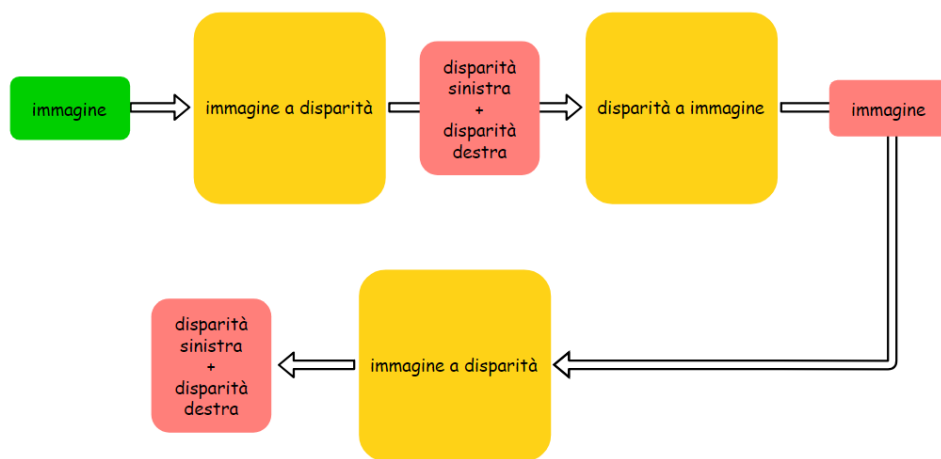 immagine
immagine a disparità
disparità
sinistra
+
disparità
destra
disparità a immagine
immagine
disparità
sinistra
+
disparità
destra
immagine a disparità